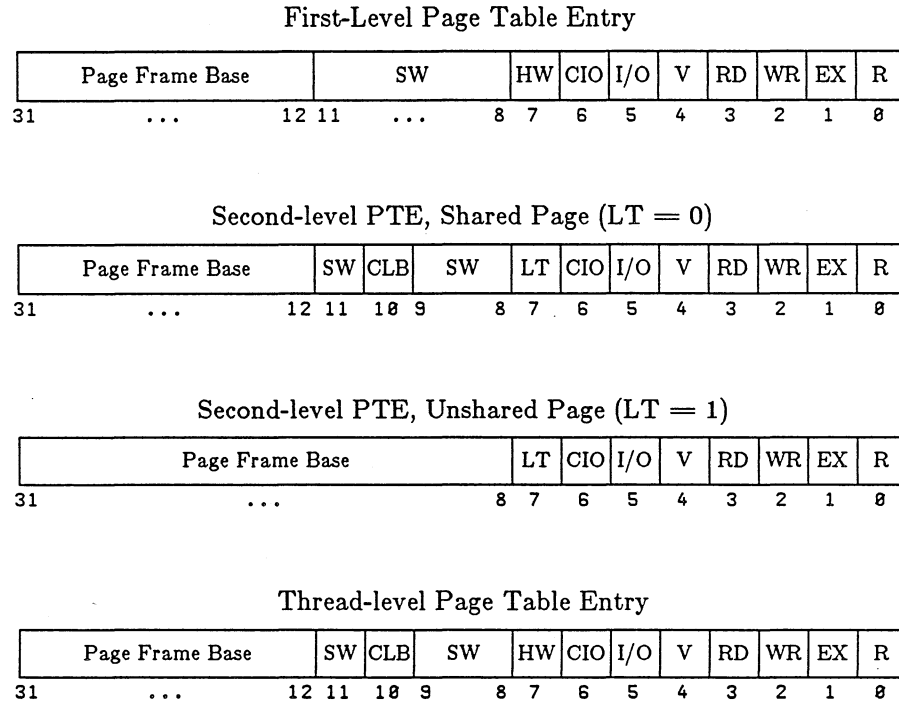 First-Level Page Table Entry
Page Frame Base SW HW CIO I/O V RD WR EX R
31 ... 12 11 ... 8 7 6 5 4 3 2 1 0
Second-level PTE, Shared Page (LT = 0)
Page Frame Base SW CLB SW LT CIO I/O V RD WR EX R
31 ... 12 11 10 9 8 7 6 5 4 3 2 1 0
Second-level PTE, Unshared Page (LT = 1)
Page Frame Base LT CIO I/O V RD WR EX R
31 ... 8 7 6 5 4 3 2 1 0
Thread-level Page Table Entry
Page Frame Base SW CLB SW HW CIO I/O V RD WR EX R
31 ... 12 11 10 9 8 7 6 5 4 3 2 1 0